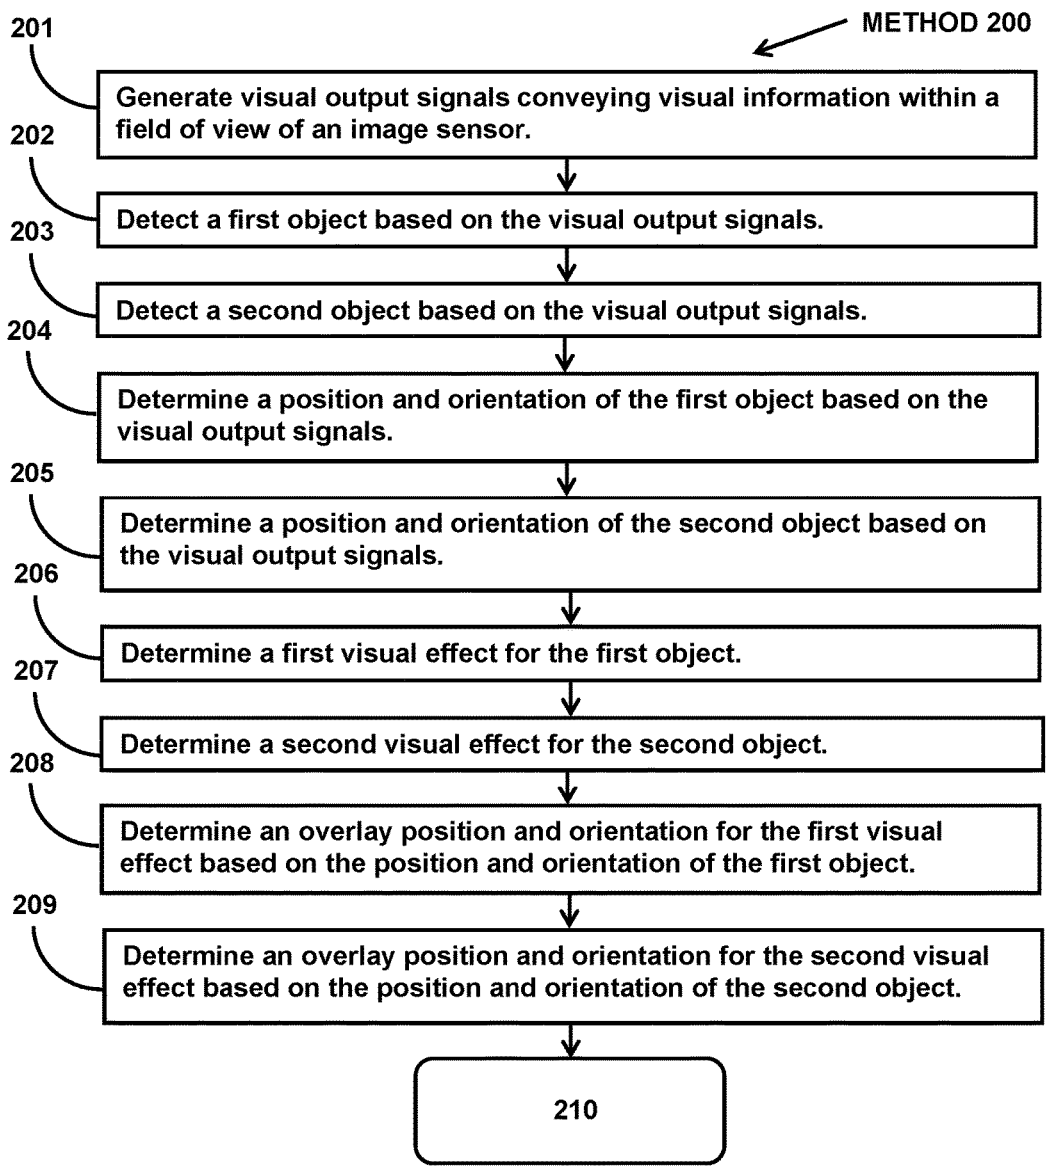 METHOD 200
201
Generate visual output signals conveying visual information within a
field of view of an image sensor.
202
Detect a first object based on the visual output signals.
203
Detect a second object based on the visual output signals.
204
Determine a position and orientation of the first object based on the
visual output signals.
205
Determine a position and orientation of the second object based on
the visual output signals.
206
Determine a first visual effect for the first object.
207
Determine a second visual effect for the second object.
208
Determine an overlay position and orientation for the first visual
effect based on the position and orientation of the first object.
209
Determine an overlay position and orientation for the second visual
effect based on the position and orientation of the second object.
210